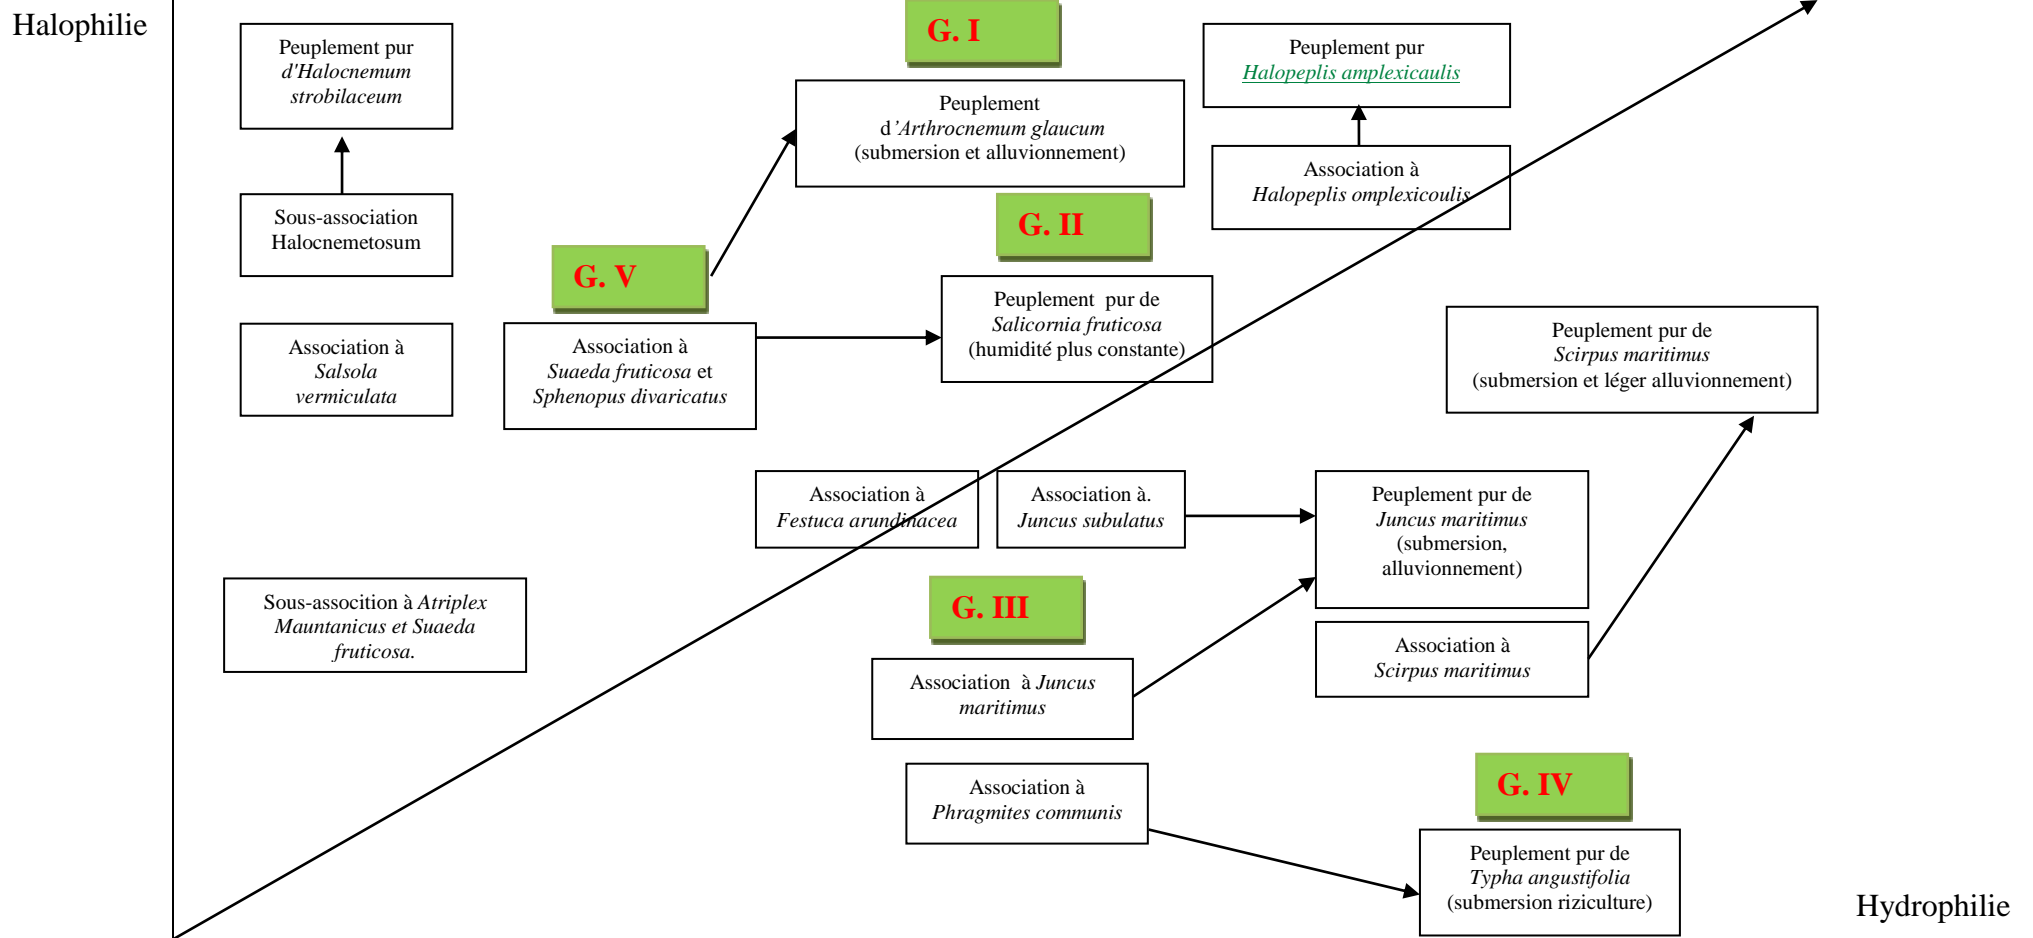 Halophilie
Peuplement pur
d'Halocnemum
strobilaceum
G. I
Peuplement pur
Halopeplis amplexicaulis
Peuplement
d'Arthrocnemum glaucum
(submersion et alluvionnement)
Association à
Halopeplis omplexicoulis
Sous-association
Halocnemetosum
G. II
G. V
Peuplement pur de
Salicornia fruticosa
(humidité plus constante)
Association à
Salsola
vermiculata
Association à
Suaeda fruticosa et
Sphenopus divaricatus
Peuplement pur de
Scirpus maritimus
(submersion et léger alluvionnement)
Association à
Festuca arundinacea
Association à.
Juncus subulatus
Peuplement pur de
Juncus maritimus
(submersion,
alluvionnement)
Sous-assocition à Atriplex
Mauntanicus et Suaeda
fruticosa.
G. III
Association à Juncus
maritimus
Association à
Scirpus maritimus
Association à
Phragmites communis
G. IV
Peuplement pur de
Typha angustifolia
(submersion riziculture)
Hydrophilie